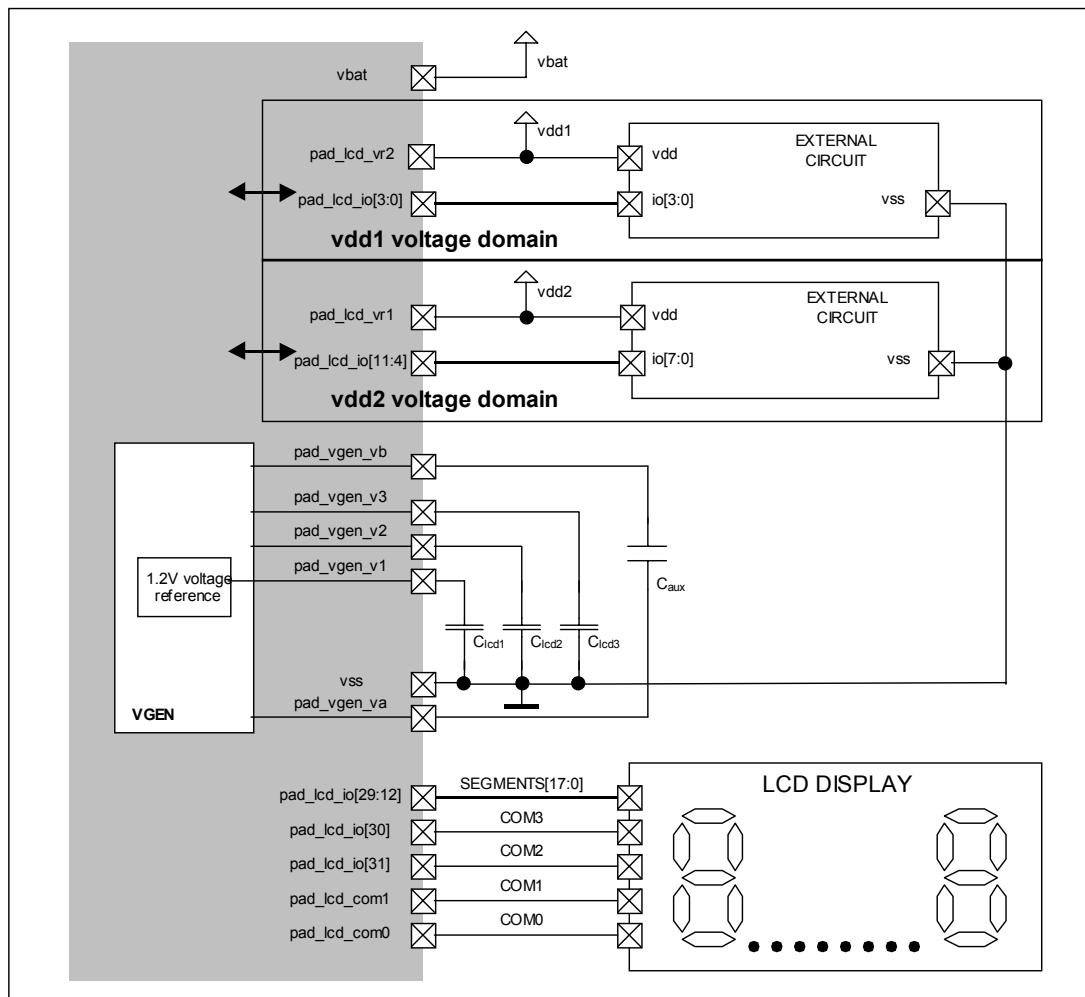 vbat
vbat
vdd1
EXTERNAL
CIRCUIT
pad_lcd_vr2
vdd
pad_lcd_io[3:0]
io[3:0]
vss
vdd1 voltage domain
vdd2
EXTERNAL
CIRCUIT
pad_lcd_vr1
vdd
pad_lcd_io[11:4]
io[7:0]
vss
vdd2 voltage domain
pad_vgen_vb
pad_vgen_v3
pad_vgen_v2
pad_vgen_v1
1.2V voltage
reference
Caux
Clcd1
Clcd2
Clcd3
vss
pad_vgen_va
VGEN
LCD DISPLAY
pad_lcd_io[29:12]
SEGMENTS[17:0]
pad_lcd_io[30]
COM3
pad_lcd_io[31]
COM2
pad_lcd_com1
COM1
pad_lcd_com0
COM0